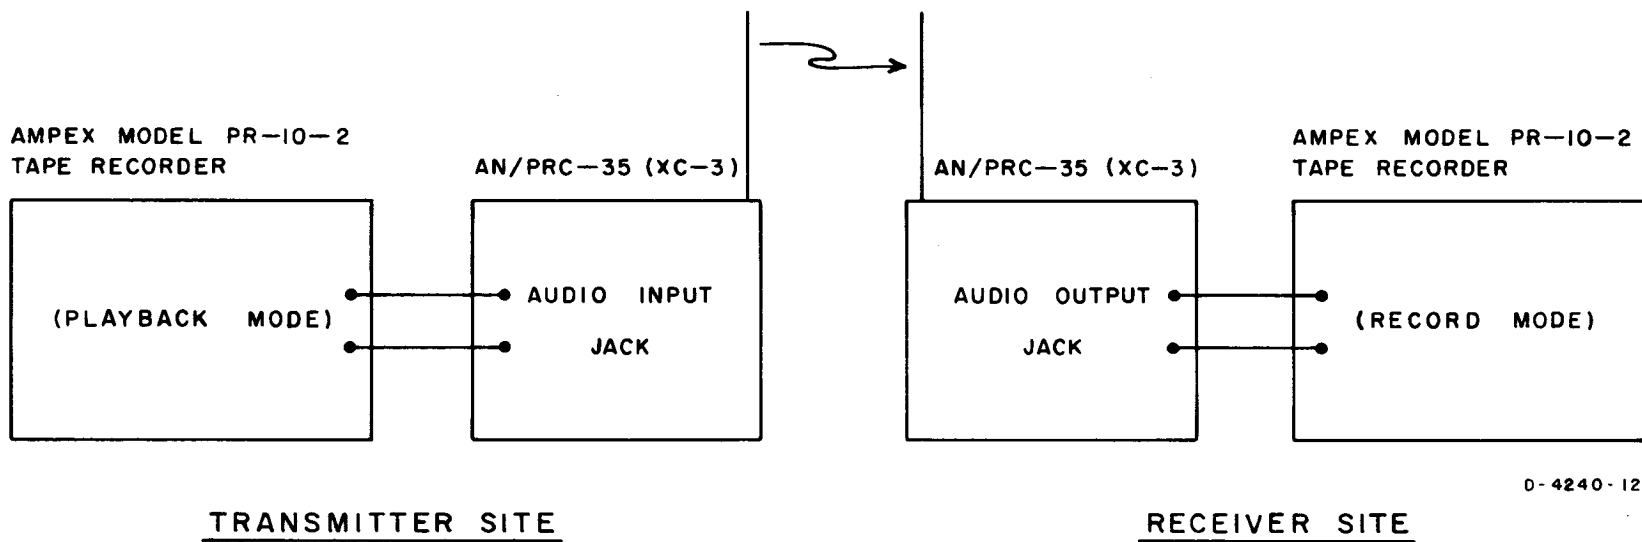 AMPEX MODEL PR-10-2
TAPE RECORDER
AN/PRC-35 (XC-3)
AN/PRC-35 (XC-3)
AMPEX MODEL PR-10-2
TAPE RECORDER
(PLAYBACK MODE)
AUDIO INPUT
JACK
AUDIO OUTPUT
JACK
(RECORD MODE)
D-4240-12
TRANSMITTER SITE
RECEIVER SITE